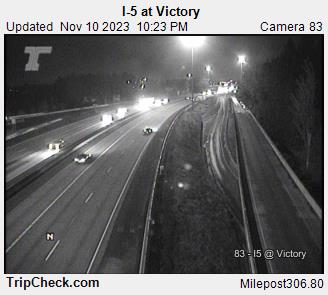 I-5 at Victory
Updated Nov 10 2023 10:23 PM Camera 83
T
N
83 - I5 @ Victory
TripCheck.com Milepost306.80